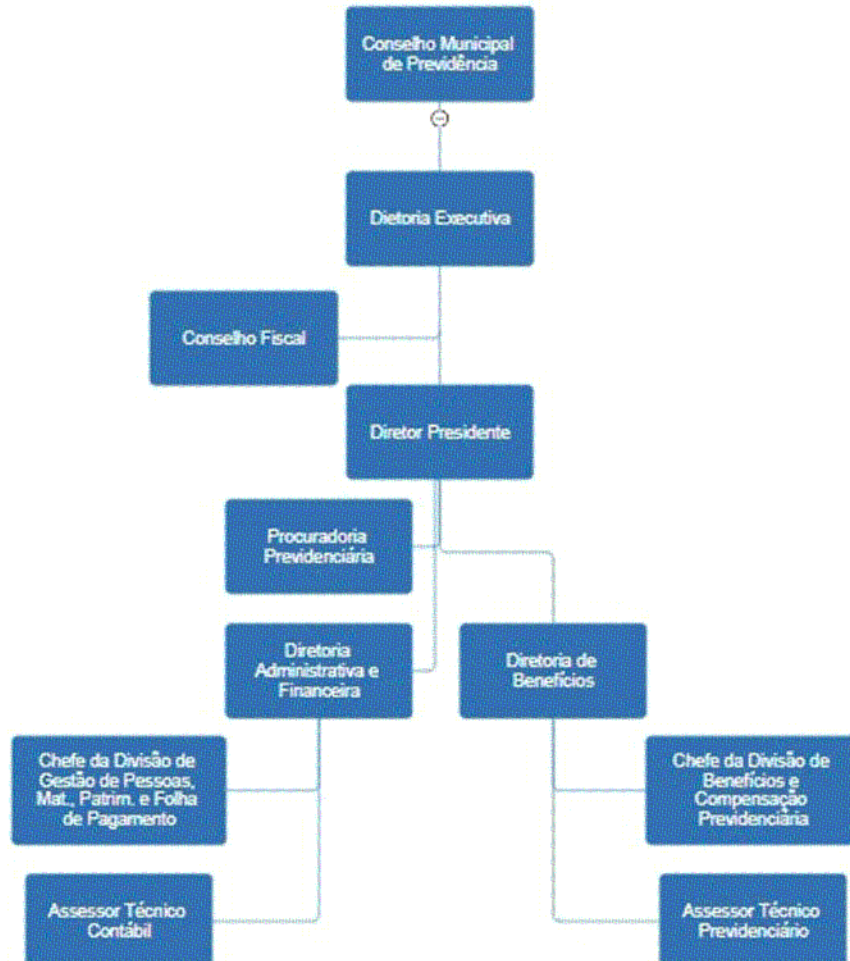 Conselho Municipal
de Previdência
Dietoria Executiva
Conselho Fiscal
Diretor Presidente
Procuradoria
Previdenciária
Diretoria
Administrativa e
Financeira
Diretoria de
Benefícios
Chefe da Divisão de
Gestão de Pessoas,
Mat., Patrim. e Folha
de Pagamento
Chefe da Divisão de
Benefícios e
Compensação
Previdenciária
Assessor Técnico
Contábil
Assessor Técnico
Previdenciário